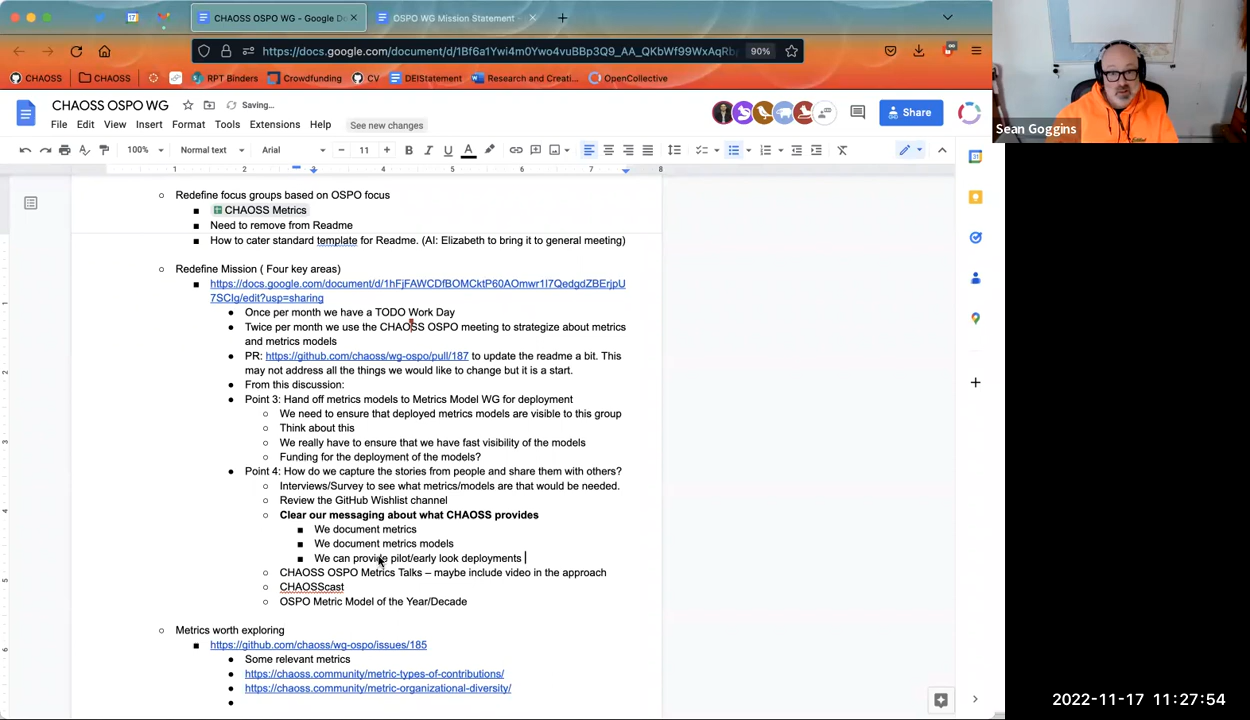 CHAOSS OSPO WG - Google Do
OSPO WG Mission Statement -
https://docs.google.com/document/d/1Bf6a1Ywi4m0Ywo4vuBBp3Q9_AA_QKbWf99WxAqRb
90%
CHAOSS
CHAOSS
RPT Binders
Crowdfunding
CV
DEIStatement
Research and Creati...
OpenCollective
CHAOSS OSPO WG
Saving...
File Edit View Insert Format Tools Extensions Help
See new changes
Share
Sean Goggins
100%
Normal text
Arial
11
2 3 4 5 6 7 8
Redefine focus groups based on OSPO focus
CHAOSS Metrics
Need to remove from Readme
How to cater standard template for Readme. (AI: Elizabeth to bring it to general meeting)
Redefine Mission ( Four key areas)
https://docs.google.com/document/d/1hFjFAWCDfBOMCktP60AOmwr1I7QedgdZBErjpU
7SCIg/edit?usp=sharing
Once per month we have a TODO Work Day
Twice per month we use the CHAOSS OSPO meeting to strategize about metrics
and metrics models
PR: https://github.com/chaoss/wg-ospo/pull/187 to update the readme a bit. This
may not address all the things we would like to change but it is a start.
From this discussion:
Point 3: Hand off metrics models to Metrics Model WG for deployment
We need to ensure that deployed metrics models are visible to this group
Think about this
We really have to ensure that we have fast visibility of the models
Funding for the deployment of the models?
Point 4: How do we capture the stories from people and share them with others?
Interviews/Survey to see what metrics/models are that would be needed.
Review the GitHub Wishlist channel
Clear our messaging about what CHAOSS provides
We document metrics
We document metrics models
We can provide pilot/early look deployments
CHAOSS OSPO Metrics Talks – maybe include video in the approach
CHAOSScast
OSPO Metric Model of the Year/Decade
Metrics worth exploring
https://github.com/chaoss/wg-ospo/issues/185
Some relevant metrics
https://chaoss.community/metric-types-of-contributions/
https://chaoss.community/metric-organizational-diversity/
2022-11-17 11:27:54